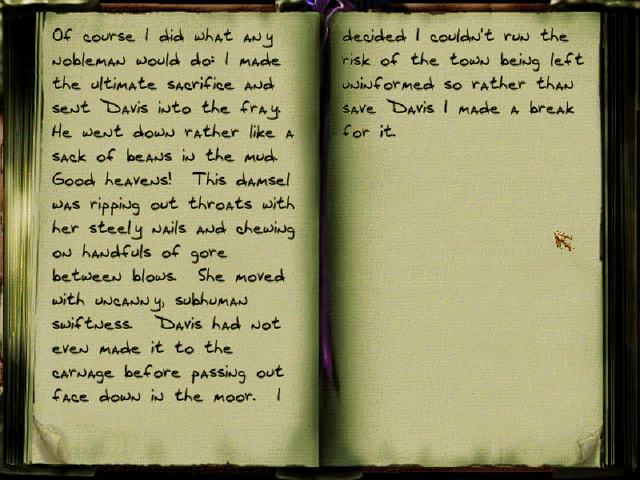 Of course I did what any
nobleman would do: I made
the ultimate sacrifice and
sent Davis into the fray.
He went down rather like a
sack of beans in the mud.
Good heavens! This damsel
was ripping out throats with
her steely nails and chewing
on handfuls of gore
between blows. She moved
with uncanny, subhuman
swiftness. Davis had not
even made it to the
carnage before passing out
face down in the moor. I
decided I couldn't run the
risk of the town being left
uninformed so rather than
save Davis I made a break
for it.